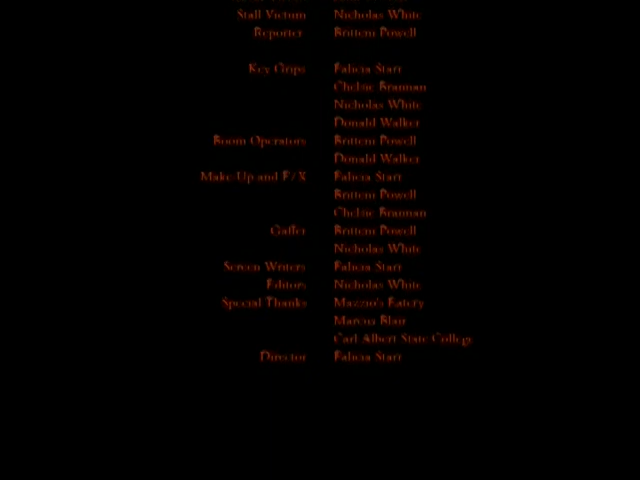 Stall Victum Nicholas White
Reporter Britteni Powell
Key Grips Falicia Starr
Chelsie Brannan
Nicholas White
Donald Walker
Boom Operators Britteni Powell
Donald Walker
Make-Up and F/X Falicia Starr
Britteni Powell
Chelsie Brannan
Gaffer Britteni Powell
Nicholas White
Screen Writers Falicia Starr
Editors Nicholas White
Special Thanks Mazzio's Eatery
Marcus Blair
Carl Albert State College
Director Falicia Starr